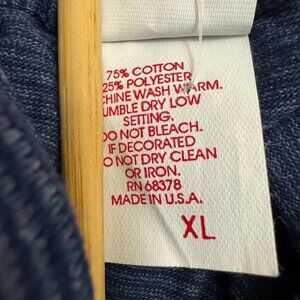 75% COTTON
25% POLYESTER
CHINE WASH WARM.
UMBLE DRY LOW
SETTING.
DO NOT BLEACH.
IF DECORATED
O NOT DRY CLEAN
OR IRON.
RN 68378
MADE IN U.S.A.
XL